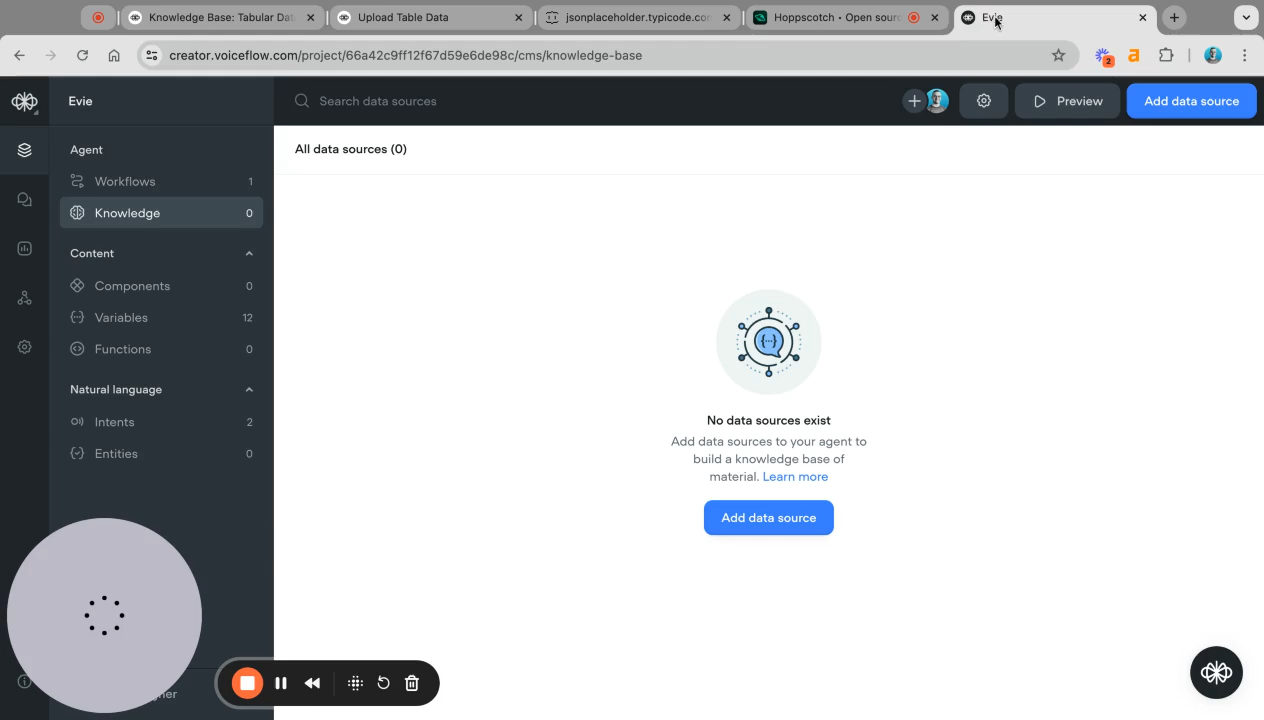 Knowledge Base: Tabular Dat
Upload Table Data
jsonplaceholder.typicode.co
Hoppscotch • Open sour
Evie
creator.voiceflow.com/project/66a42c9ff12f67d59e6de98c/cms/knowledge-base
2
Evie
Search data sources
Preview
Add data source
Agent
Workflows 1
Knowledge 0
Content
Components 0
Variables 12
Functions 0
Natural language
Intents 2
Entities 0
All data sources (0)
No data sources exist
Add data sources to your agent to
build a knowledge base of
material. Learn more
Add data source